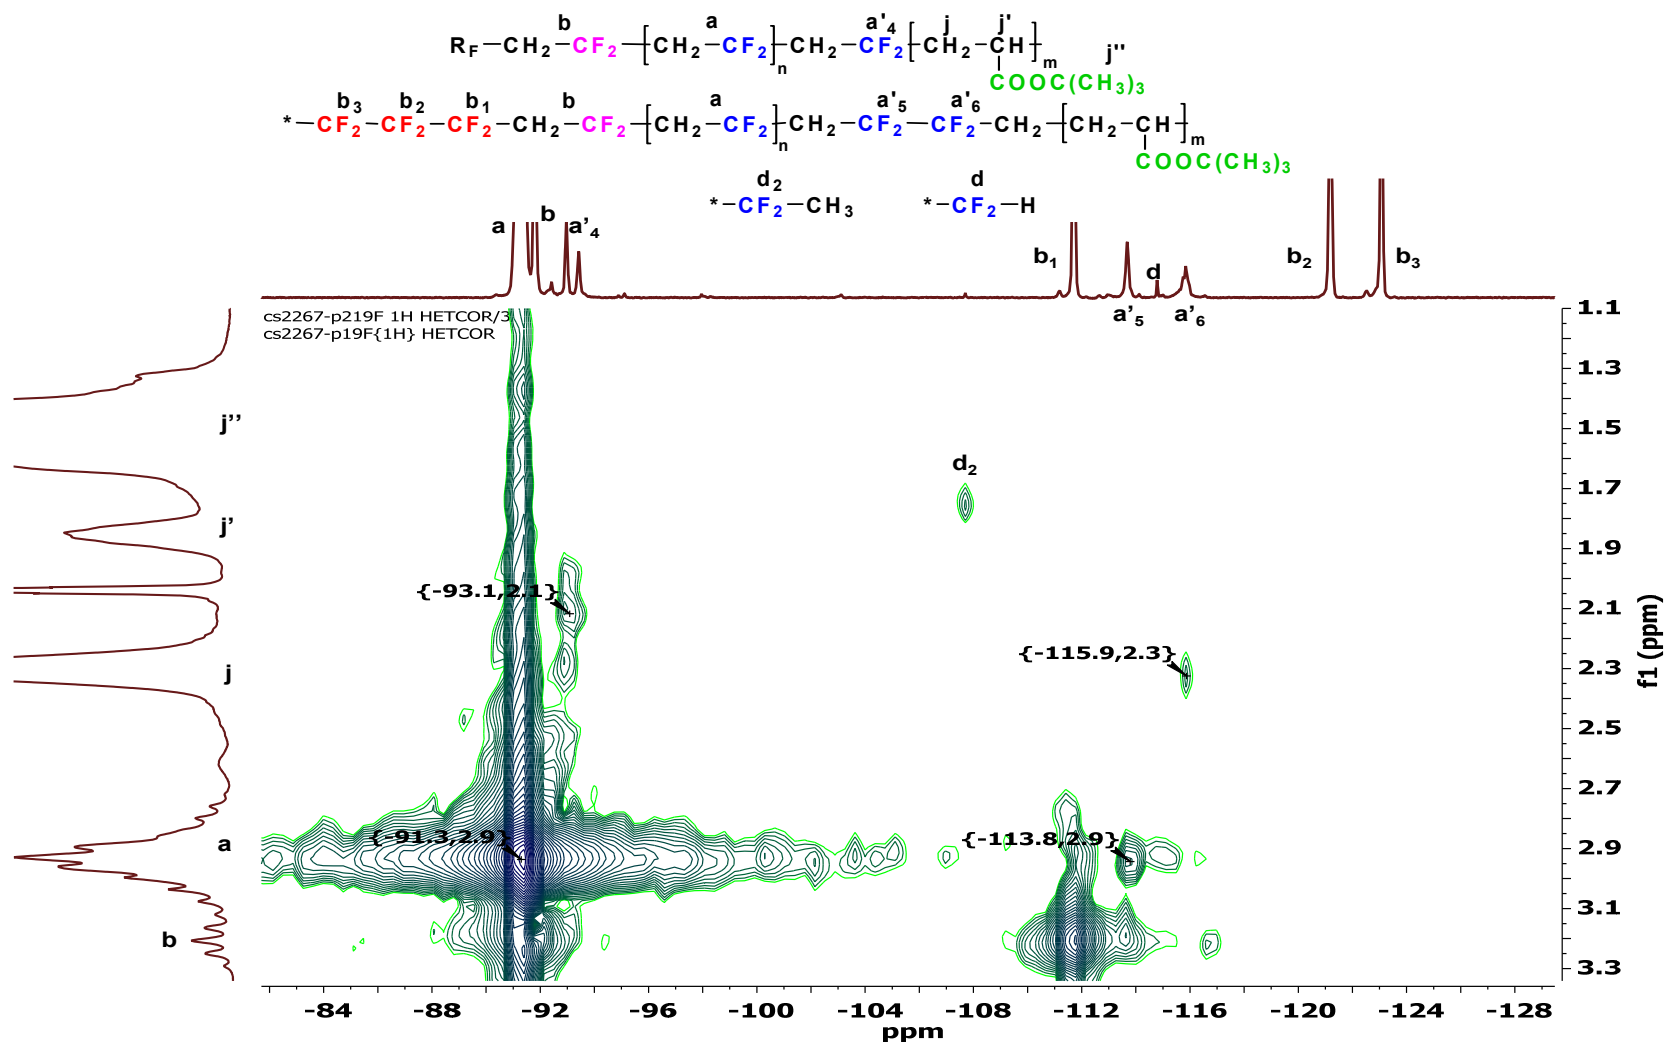 b a a'4 j j'
RF—CH2—CF2—[CH2—CF2]n CH2—CF2[CH2—CH]m j''
COOC(CH3)3
b3 b2 b1 b a a'5 a'6
*—CF2—CF2—CF2—CH2—CF2—[CH2—CF2]n CH2—CF2—CF2—CH2—[CH2—CH]m
COOC(CH3)3
d2 d
*—CF2—CH3 *—CF2—H
a b a'4 b1 d b2 b3
a'5 a'6
cs2267-p219F 1H HETCOR/3
cs2267-p19F{1H} HETCOR
1.1
1.3
j''
1.5
d2
1.7
j'
1.9
{-93.1,2.1}
2.1
{-115.9,2.3}
2.3
j
f1 (ppm)
2.5
2.7
a
{-91.3,2.9} {-113.8,2.9}
2.9
3.1
b
3.3
-84 -88 -92 -96 -100 -104 -108 -112 -116 -120 -124 -128
ppm